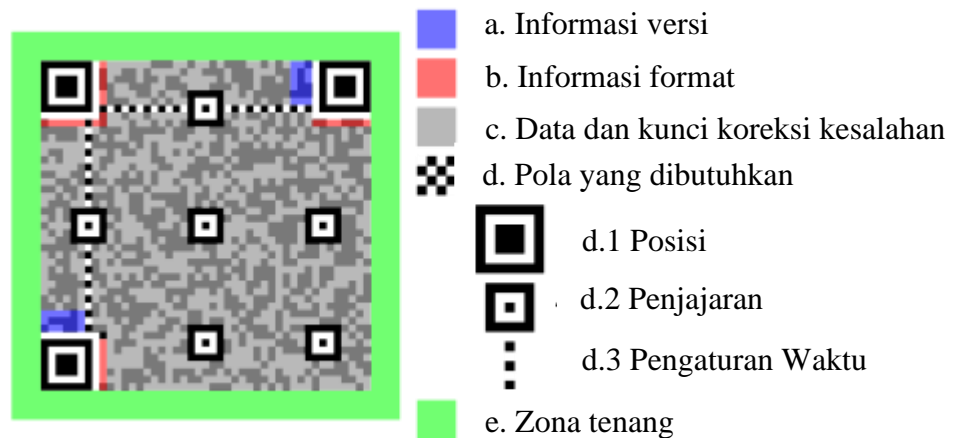 a. Informasi versi
b. Informasi format
c. Data dan kunci koreksi kesalahan
d. Pola yang dibutuhkan
d.1 Posisi
d.2 Penjajaran
d.3 Pengaturan Waktu
e. Zona tenang